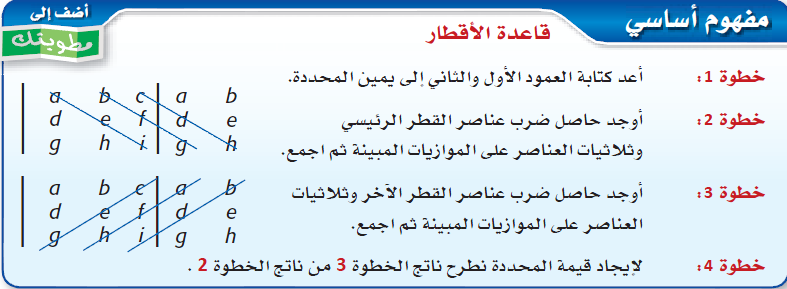 مفهوم أساسي
قاعدة الأقطار
أضف إلى
مطويتك
خطوة 1: أعد كتابة العمود الأول والثاني إلى يمين المحددة.
خطوة 2: أوجد حاصل ضرب عناصر القطر الرئيسي
وثلاثيات العناصر على الموازيات المبينة ثم اجمع.
a b c a b
d e f d e
g h i g h
خطوة 3: أوجد حاصل ضرب عناصر القطر الآخر وثلاثيات
العناصر على الموازيات المبينة ثم اجمع.
a b c a b
d e f d e
g h i g h
خطوة 4: لإيجاد قيمة المحددة نطرح ناتج الخطوة 3 من ناتج الخطوة 2 .